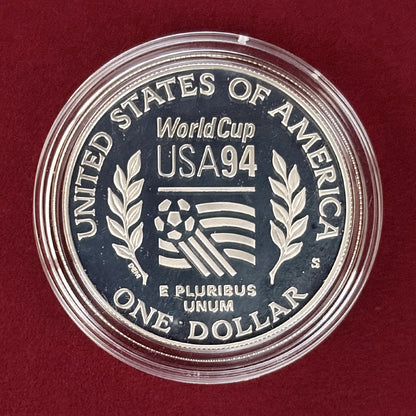 UNITED STATES OF AMERICA
WorldCup
USA94
E PLURIBUS
UNUM
S
ONE DOLLAR